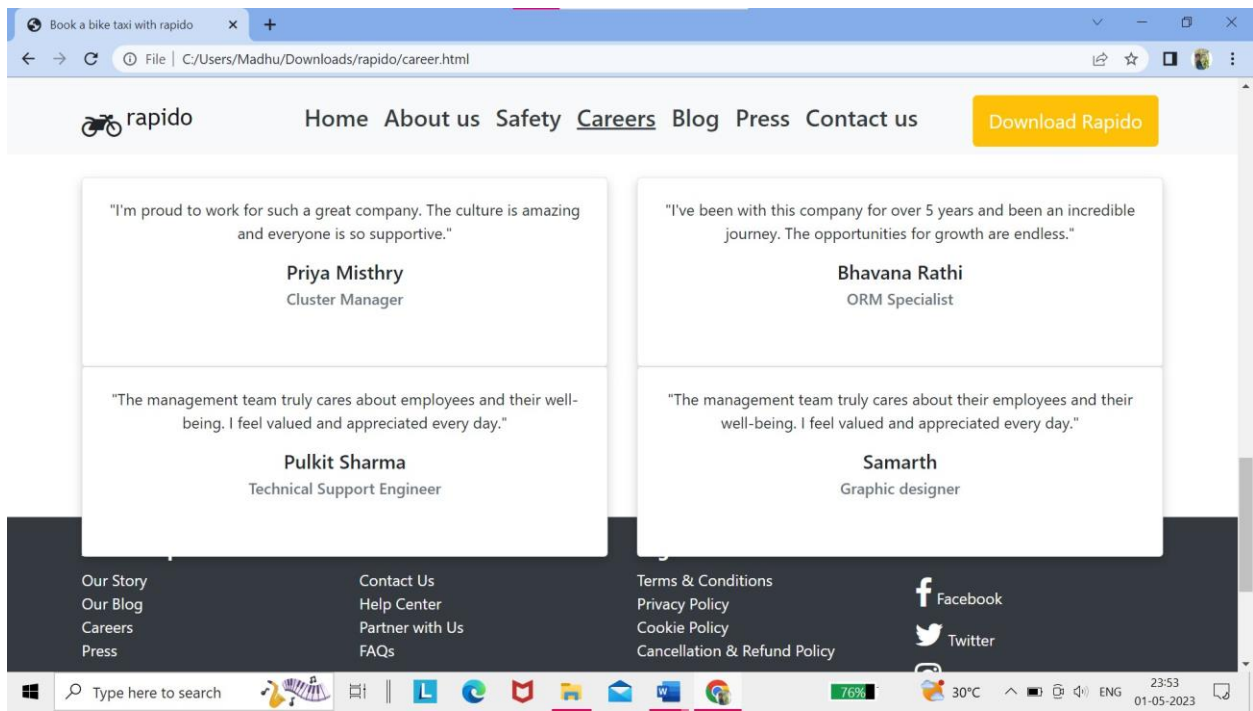 Book a bike taxi with rapido
File | C:/Users/Madhu/Downloads/rapido/career.html
rapido
Home About us Safety Careers Blog Press Contact us
Download Rapido
"I'm proud to work for such a great company. The culture is amazing
and everyone is so supportive."
Priya Misthry
Cluster Manager
"I've been with this company for over 5 years and been an incredible
journey. The opportunities for growth are endless."
Bhavana Rathi
ORM Specialist
"The management team truly cares about employees and their well-
being. I feel valued and appreciated every day."
Pulkit Sharma
Technical Support Engineer
"The management team truly cares about their employees and their
well-being. I feel valued and appreciated every day."
Samarth
Graphic designer
Our Story
Our Blog
Careers
Press
Contact Us
Help Center
Partner with Us
FAQs
Terms & Conditions
Privacy Policy
Cookie Policy
Cancellation & Refund Policy
Facebook
Twitter
Type here to search
L
W
76%
30°C
ENG
23:53
01-05-2023